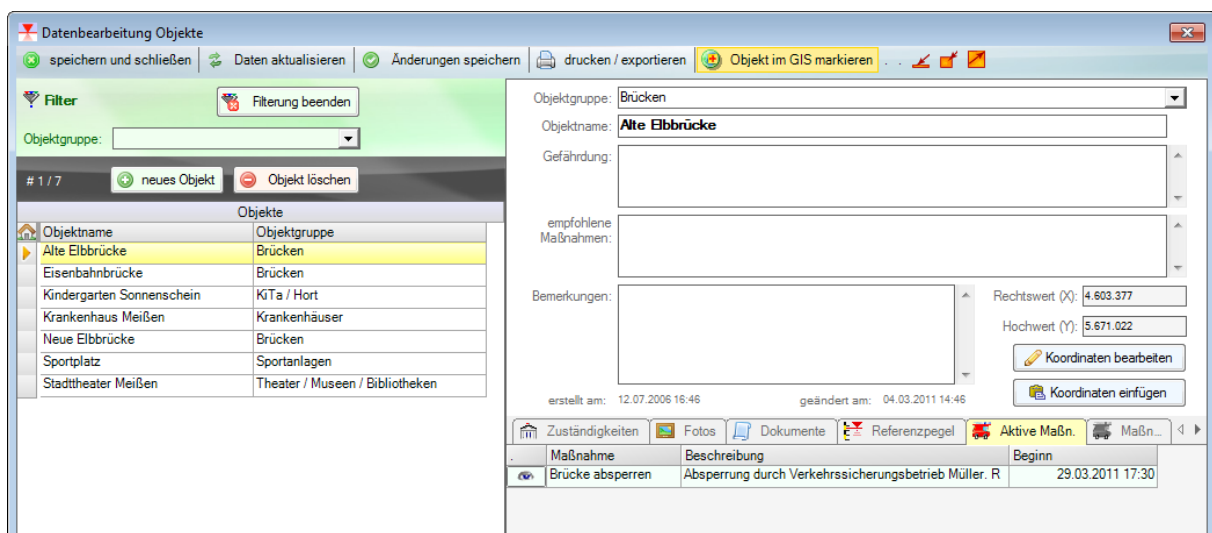 Datenbearbeitung Objekte
speichern und schließen Daten aktualisieren Änderungen speichern drucken / exportieren Objekt im GIS markieren . .
Filter Filterung beenden
Objektgruppe:
# 1 / 7 neues Objekt Objekt löschen
Objekte
Objektname Objektgruppe
Alte Elbbrücke Brücken
Eisenbahnbrücke Brücken
Kindergarten Sonnenschein KiTa / Hort
Krankenhaus Meißen Krankenhäuser
Neue Elbbrücke Brücken
Sportplatz Sportanlagen
Stadttheater Meißen Theater / Museen / Bibliotheken
Objektgruppe: Brücken
Objektname: Alte Elbbrücke
Gefährdung:
empfohlene
Maßnahmen:
Bemerkungen:
Rechtswert (X): 4.603.377
Hochwert (Y): 5.671.022
Koordinaten bearbeiten
Koordinaten einfügen
erstellt am: 12.07.2006 16:46 geändert am: 04.03.2011 14:46
Zuständigkeiten Fotos Dokumente Referenzpegel Aktive Maßn. Maßn...
. Maßnahme Beschreibung Beginn
Brücke absperren Absperrung durch Verkehrssicherungsbetrieb Müller. R 29.03.2011 17:30